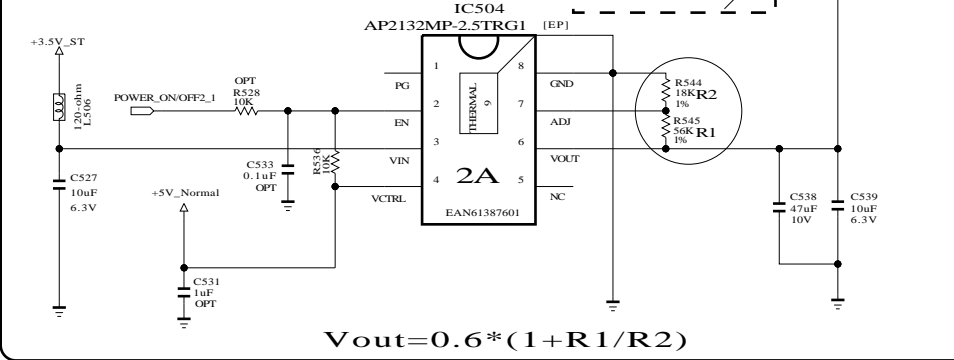 IC504
AP2132MP-2.5TRG1
[EP]
+3.5V_ST
120-ohm
L506
OPT
R528
10K
POWER_ON/OFF2_1
1
PG
2
EN
3
VIN
4
VCTRL
THERMAL
9
8
GND
7
ADJ
6
VOUT
5
NC
2A
EAN61387601
R544
18K R2
1%
R545
56K R1
1%
C533
0.1uF
OPT
R536
10K
C527
10uF
6.3V
+5V_Normal
C531
1uF
OPT
C538
47uF
10V
C539
10uF
6.3V
Vout=0.6*(1+R1/R2)